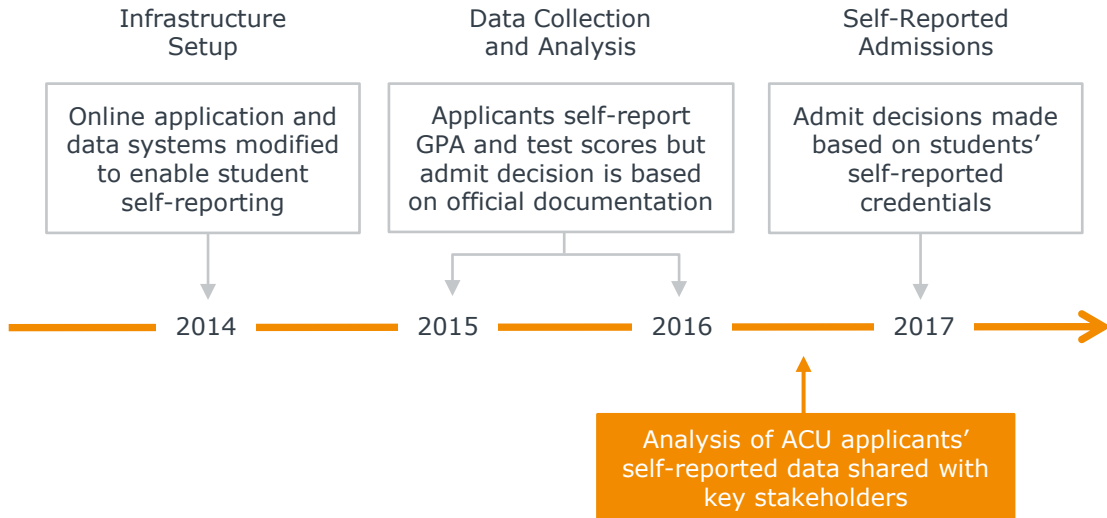 Infrastructure
Setup
Data Collection
and Analysis
Self-Reported
Admissions
Online application and
data systems modified
to enable student
self-reporting
Applicants self-report
GPA and test scores but
admit decision is based
on official documentation
Admit decisions made
based on students’
self-reported
credentials
2014
2015
2016
2017
Analysis of ACU applicants’
self-reported data shared with
key stakeholders